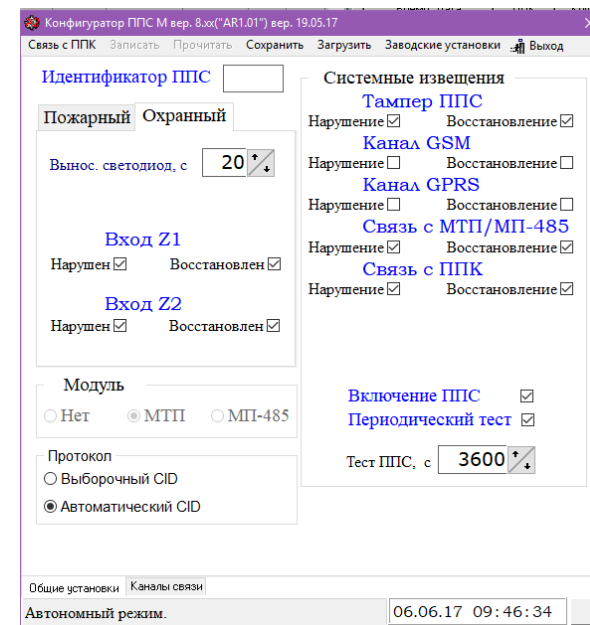 Конфигуратор ППС М вер. 8.xx("AR1.01") вер. 19.05.17
Связь с ППК Записать Прочитать Сохранить Загрузить Заводские установки Выход
Идентификатор ППС
Пожарный Охранный
Вынос. светодиод, с 20
Вход Z1
Нарушен Восстановлен
Вход Z2
Нарушен Восстановлен
Модуль
Нет МТП МП-485
Протокол
Выборочный CID
Автоматический CID
Системные извещения
Тампер ППС
Нарушение Восстановление
Канал GSM
Нарушение Восстановление
Канал GPRS
Нарушение Восстановление
Связь с МТП/МП-485
Нарушение Восстановление
Связь с ППК
Нарушение Восстановление
Включение ППС
Периодический тест
Тест ППС, с 3600
Общие установки Каналы связи
Автономный режим. 06.06.17 09:46:34